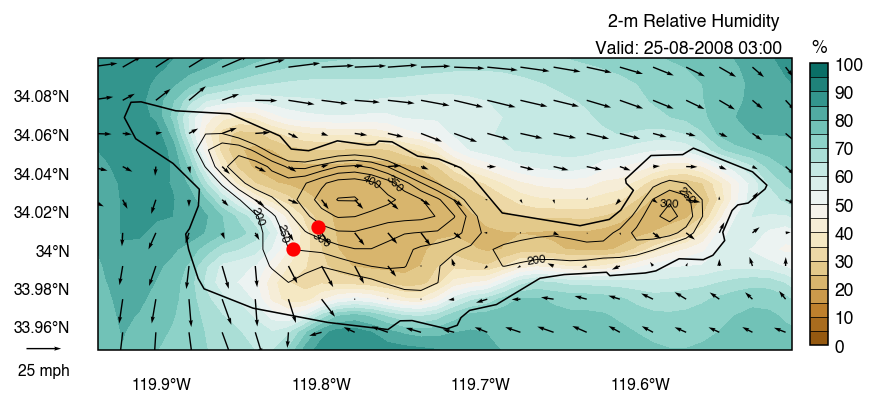 2-m Relative Humidity
Valid: 25-08-2008 03:00
%
100
90
80
70
60
50
40
30
20
10
0
34.08°N
34.06°N
34.04°N
34.02°N
34°N
33.98°N
33.96°N
400
350
250
300
200
250
300
200
25 mph
119.9°W
119.8°W
119.7°W
119.6°W